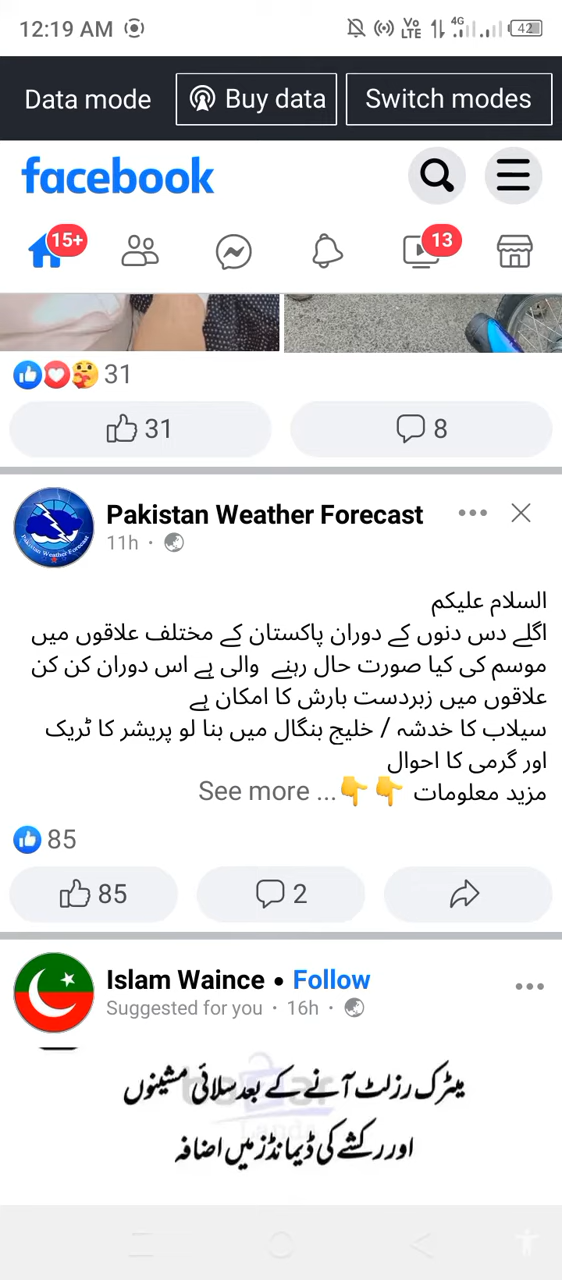 12:19 AM Vo LTE 4G 42
Data mode Buy data Switch modes
facebook
15+ 13
31
31 8
Pakistan Weather Forecast
11h ·
السلام علیکم
اگلے دس دنوں کے دوران پاکستان کے مختلف علاقوں میں
موسم کی کیا صورت حال رہنے والی ہے اس دوران کن کن
علاقوں میں زبردست بارش کا امکان ہے
سیلاب کا خدشہ / خلیج بنگال میں بنا لو پریشر کا ٹریک
اور گرمی کا احوال
مزید معلومات 👇👇... See more
85
85 2
Islam Waince • Follow
Suggested for you · 16h ·
میٹرک رزلٹ آنے کے بعد سلائی مشینوں
اور رکشے کی ڈیمانڈز میں اضافہ